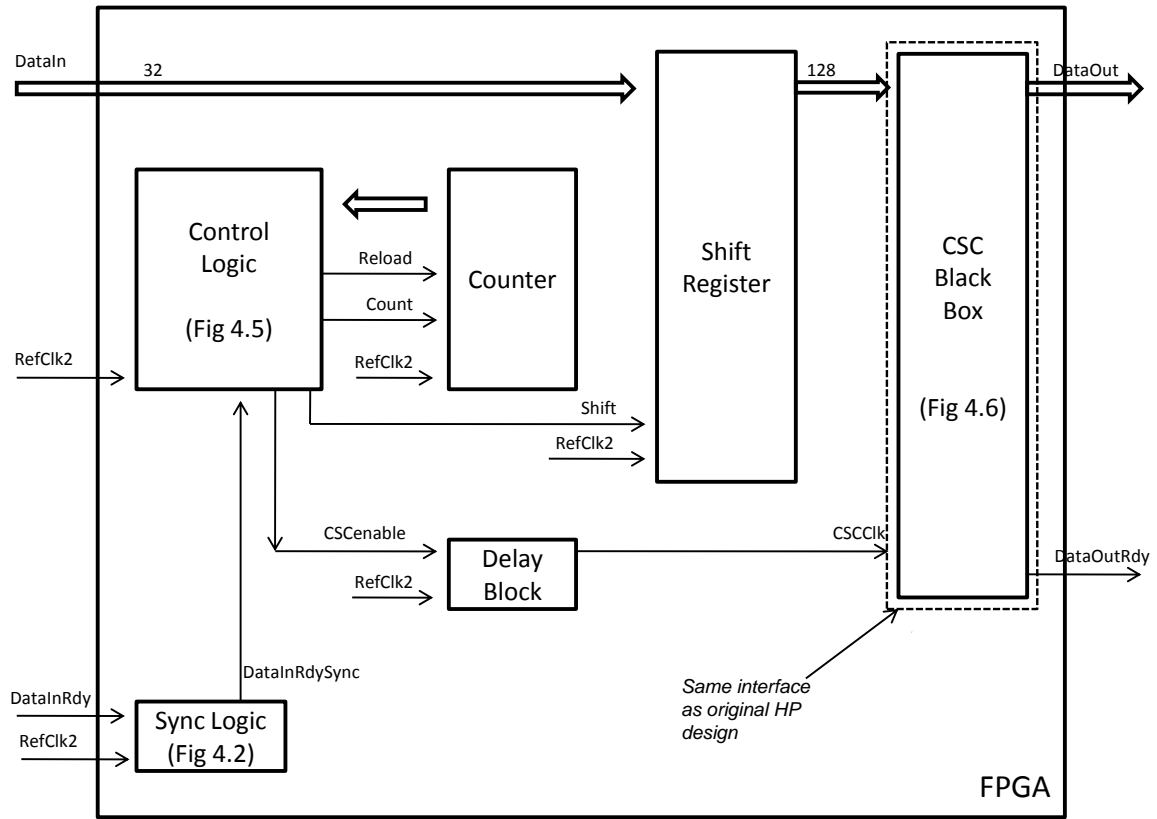 DataIn
32
128
DataOut
Control
Logic
(Fig 4.5)
Reload
Count
RefClk2
Counter
Shift
Register
CSC
Black
Box
(Fig 4.6)
RefClk2
Shift
RefClk2
CSCenable
RefClk2
Delay
Block
CSCClk
DataOutRdy
DataInRdySync
DataInRdy
RefClk2
Sync Logic
(Fig 4.2)
Same interface
as original HP
design
FPGA